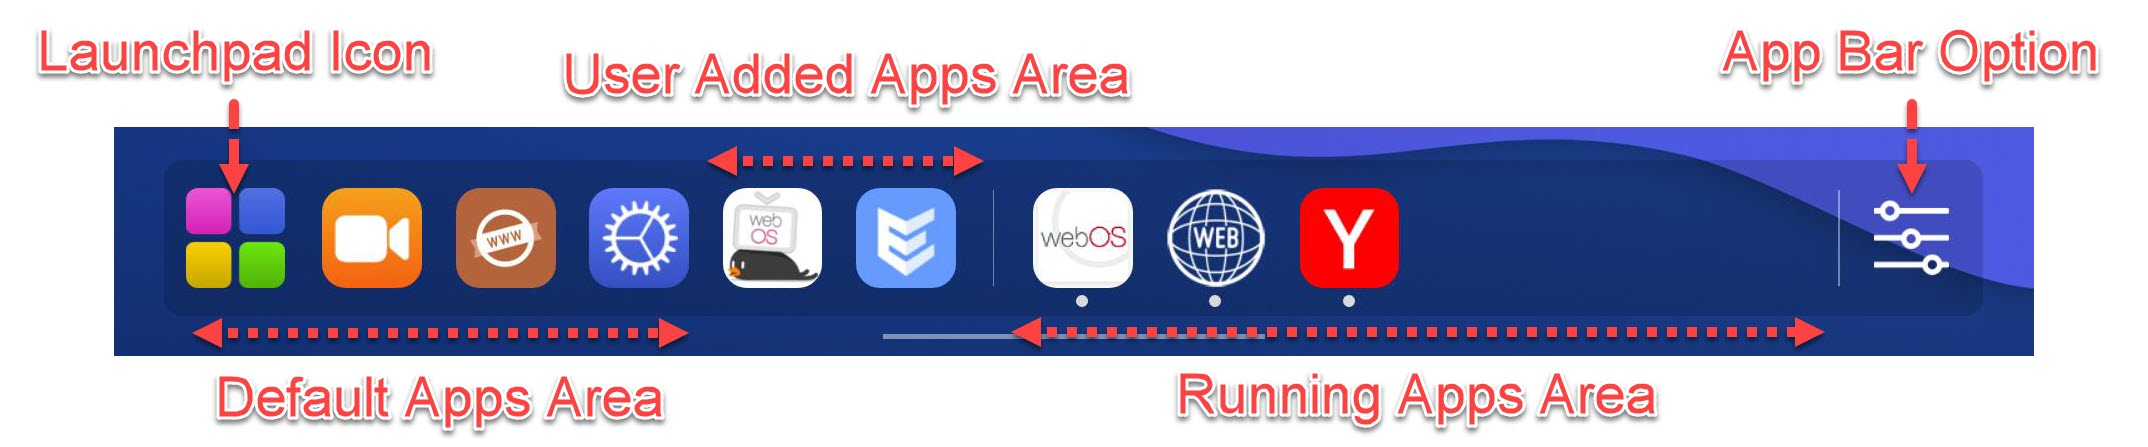 Launchpad Icon
User Added Apps Area
App Bar Option
www
web
OS
webOS
WEB
Y
Default Apps Area
Running Apps Area